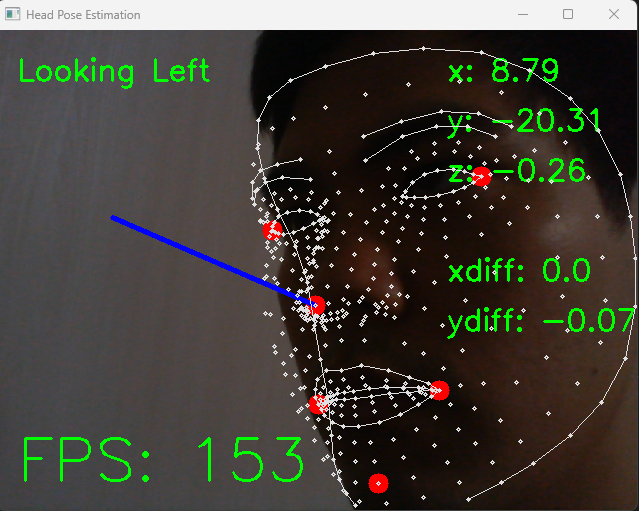 Head Pose Estimation
Looking Left
x: 8.79
y: -20.31
z: -0.26
xdiff: 0.0
ydiff: -0.07
FPS: 153